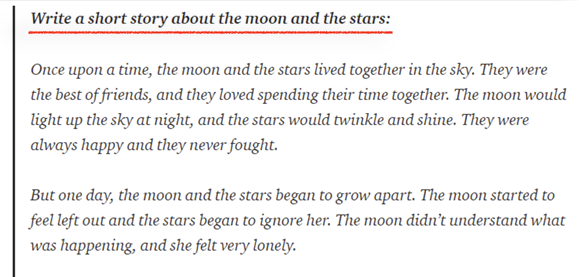 Write a short story about the moon and the stars:
Once upon a time, the moon and the stars lived together in the sky. They were
the best of friends, and they loved spending their time together. The moon would
light up the sky at night, and the stars would twinkle and shine. They were
always happy and they never fought.
But one day, the moon and the stars began to grow apart. The moon started to
feel left out and the stars began to ignore her. The moon didn’t understand what
was happening, and she felt very lonely.